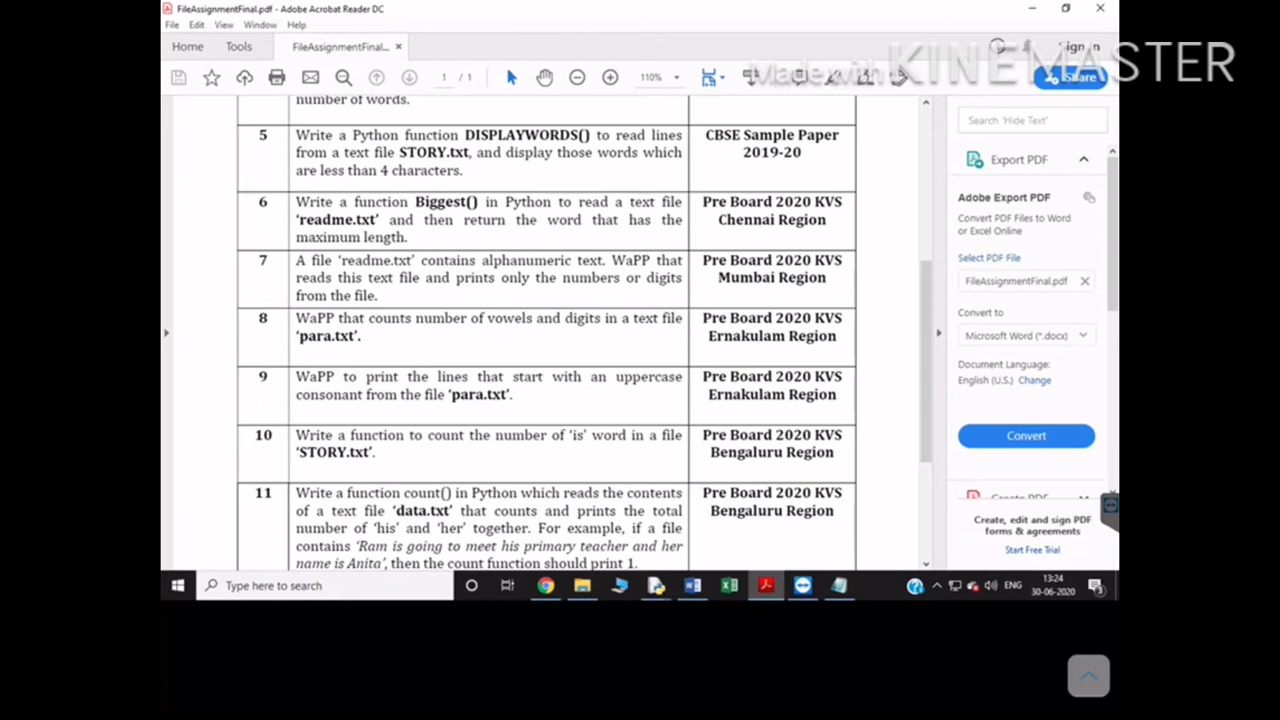 FileAssignmentFinal.pdf - Adobe Acrobat Reader DC
File Edit View Window Help
Home Tools FileAssignmentFinal... × Sign In
Made with KINEMASTER
1 / 1 110% Share
number of words.
5 Write a Python function DISPLAYWORDS() to read lines CBSE Sample Paper
from a text file STORY.txt, and display those words which 2019-20
are less than 4 characters.
6 Write a function Biggest() in Python to read a text file Pre Board 2020 KVS
'readme.txt' and then return the word that has the Chennai Region
maximum length.
7 A file 'readme.txt' contains alphanumeric text. WaPP that Pre Board 2020 KVS
reads this text file and prints only the numbers or digits Mumbai Region
from the file.
8 WaPP that counts number of vowels and digits in a text file Pre Board 2020 KVS
'para.txt'. Ernakulam Region
9 WaPP to print the lines that start with an uppercase Pre Board 2020 KVS
consonant from the file 'para.txt'. Ernakulam Region
10 Write a function to count the number of 'is' word in a file Pre Board 2020 KVS
'STORY.txt'. Bengaluru Region
11 Write a function count() in Python which reads the contents Pre Board 2020 KVS
of a text file 'data.txt' that counts and prints the total Bengaluru Region
number of 'his' and 'her' together. For example, if a file
contains 'Ram is going to meet his primary teacher and her
name is Anita', then the count function should print 1.
Search 'Hide Text'
Export PDF
Adobe Export PDF
Convert PDF Files to Word
or Excel Online
Select PDF File
FileAssignmentFinal.pdf
Convert to
Microsoft Word (*.docx)
Document Language:
English (U.S.) Change
Convert
Create PDF
Create, edit and sign PDF
forms & agreements
Start Free Trial
Type here to search ENG 13:24
30-06-2020 3